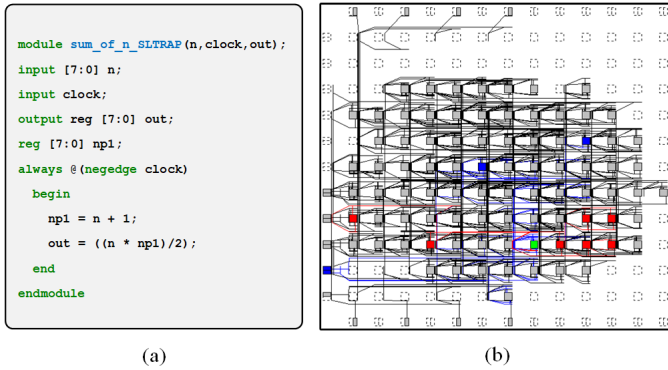 module sum_of_n_SLTRAP(n,clock,out);
input [7:0] n;
input clock;
output reg [7:0] out;
reg [7:0] np1;
always @(negedge clock)
begin
np1 = n + 1;
out = ((n * np1)/2);
end
endmodule
(a)
(b)